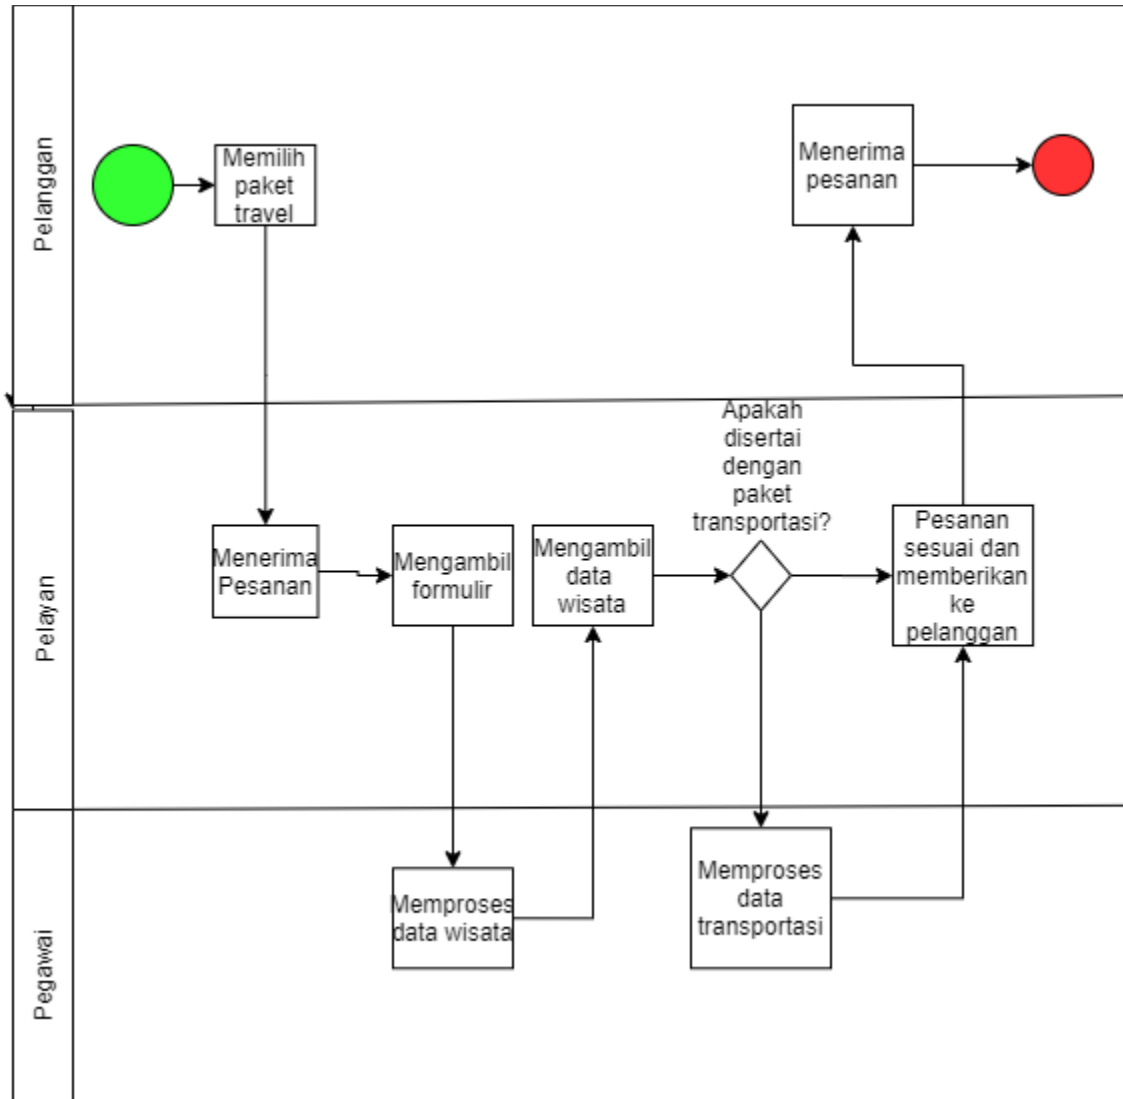 Pelanggan
Memilih
paket
travel
Menerima
pesanan
Pelayan
Menerima
Pesanan
Mengambil
formulir
Mengambil
data
wisata
Apakah
disertai
dengan
paket
transportasi?
Pesanan
sesuai dan
memberikan
ke
pelanggan
Pegawai
Memproses
data wisata
Memproses
data
transportasi